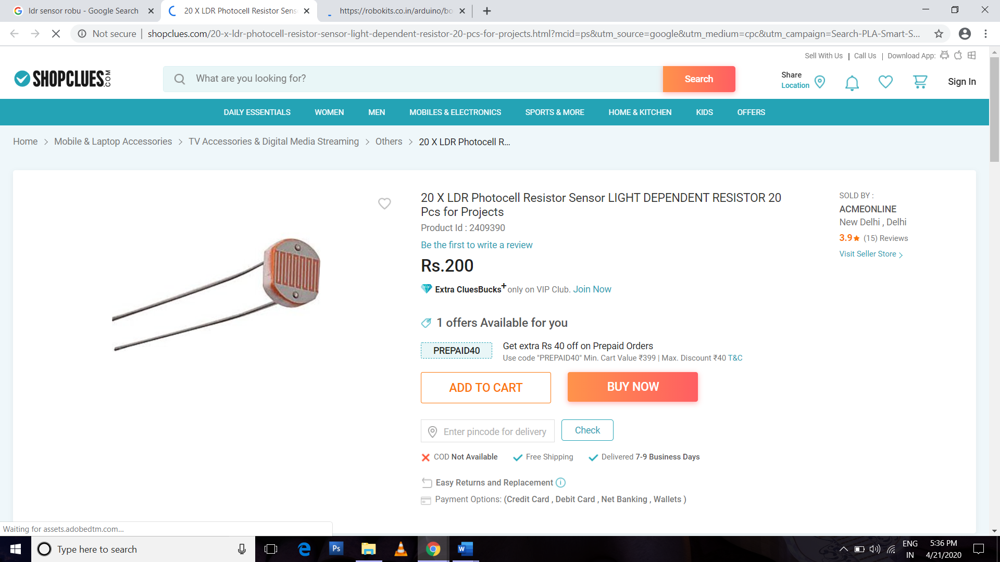 ldr sensor robu - Google Search
20 X LDR Photocell Resistor Sens
https://robokits.co.in/arduino/bo
Not secure
shopclues.com/20-x-ldr-photocell-resistor-sensor-light-dependent-resistor-20-pcs-for-projects.html?mcid=ps&utm_source=google&utm_medium=cpc&utm_campaign=Search-PLA-Smart-S...
Sell With Us | Call Us | Download App:
SHOPCLUES.COM
What are you looking for?
Search
Share
Location
Sign In
DAILY ESSENTIALS WOMEN MEN MOBILES & ELECTRONICS SPORTS & MORE HOME & KITCHEN KIDS OFFERS
Home > Mobile & Laptop Accessories > TV Accessories & Digital Media Streaming > Others > 20 X LDR Photocell R...
20 X LDR Photocell Resistor Sensor LIGHT DEPENDENT RESISTOR 20
Pcs for Projects
Product Id : 2409390
Be the first to write a review
Rs.200
Extra CluesBucks+ only on VIP Club. Join Now
1 offers Available for you
PREPAID40
Get extra Rs 40 off on Prepaid Orders
Use code "PREPAID40" Min. Cart Value ₹399 | Max. Discount ₹40 T&C
ADD TO CART
BUY NOW
Enter pincode for delivery
Check
COD Not Available
Free Shipping
Delivered 7-9 Business Days
Easy Returns and Replacement
Payment Options: (Credit Card , Debit Card , Net Banking , Wallets )
SOLD BY :
ACMEONLINE
New Delhi , Delhi
3.9 (15) Reviews
Visit Seller Store >
Waiting for assets.adobedtm.com...
Type here to search
Ps
W
ENG
IN
5:36 PM
4/21/2020